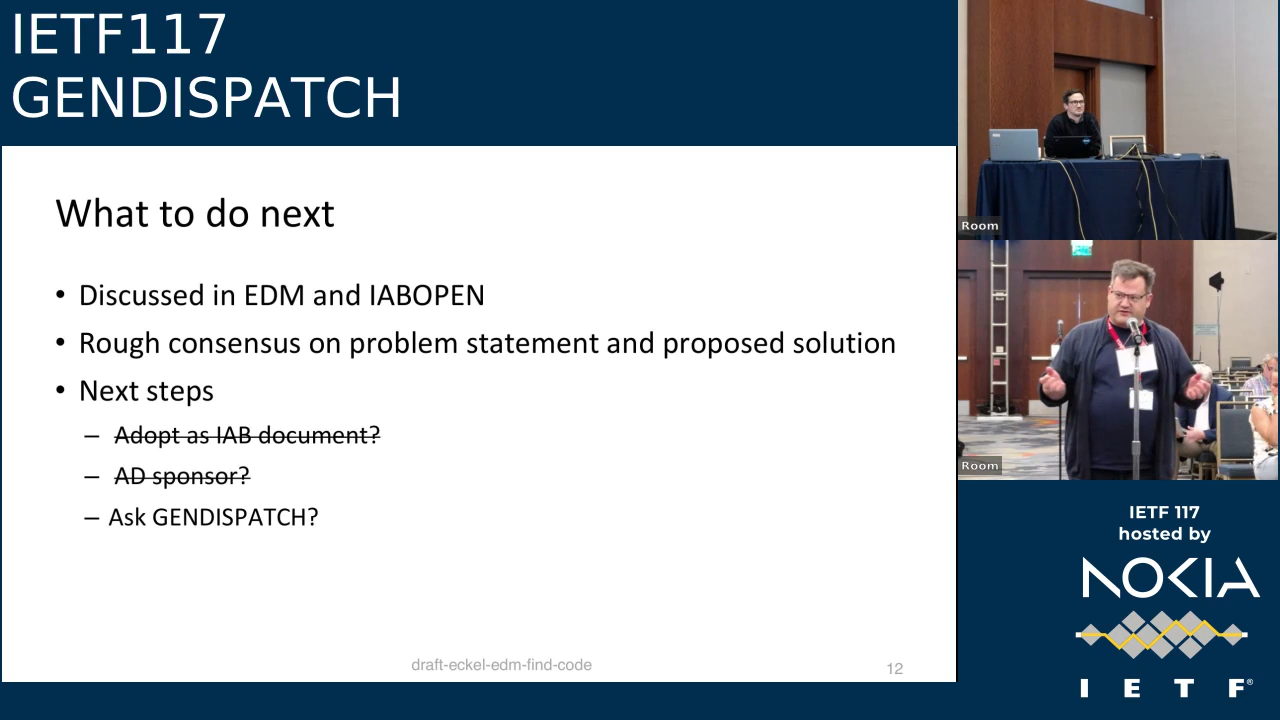 IETF117
GENDISPATCH
What to do next
• Discussed in EDM and IABOPEN
• Rough consensus on problem statement and proposed solution
• Next steps
– Adopt as IAB document?
– AD sponsor?
– Ask GENDISPATCH?
draft-eckel-edm-find-code
12
Room
Room
IETF 117
hosted by
NOKIA
I E T F®